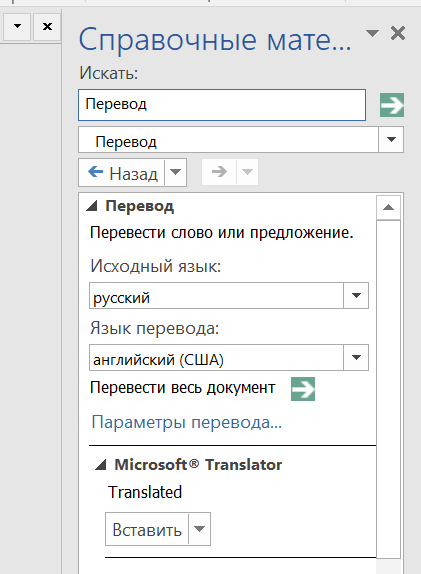 Справочные мате...
Искать:
Перевод
Перевод
Назад
Перевод
Перевести слово или предложение.
Исходный язык:
русский
Язык перевода:
английский (США)
Перевести весь документ
Параметры перевода...
Microsoft® Translator
Translated
Вставить